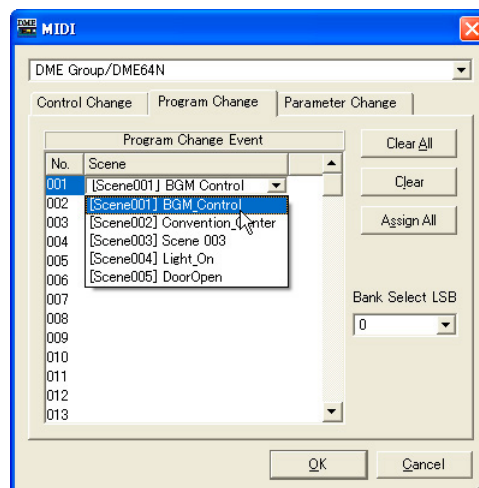 DME
MIDI
DME Group/DME64N
Control Change Program Change Parameter Change
Program Change Event
No. Scene
001 [Scene001] BGM Control
002 [Scene001] BGM_Control
003 [Scene002] Convention_Center
004 [Scene003] Scene 003
005 [Scene004] Light_On
006 [Scene005] DoorOpen
007
008
009
010
011
012
013
Clear All
Clear
Assign All
Bank Select LSB
0
OK Cancel